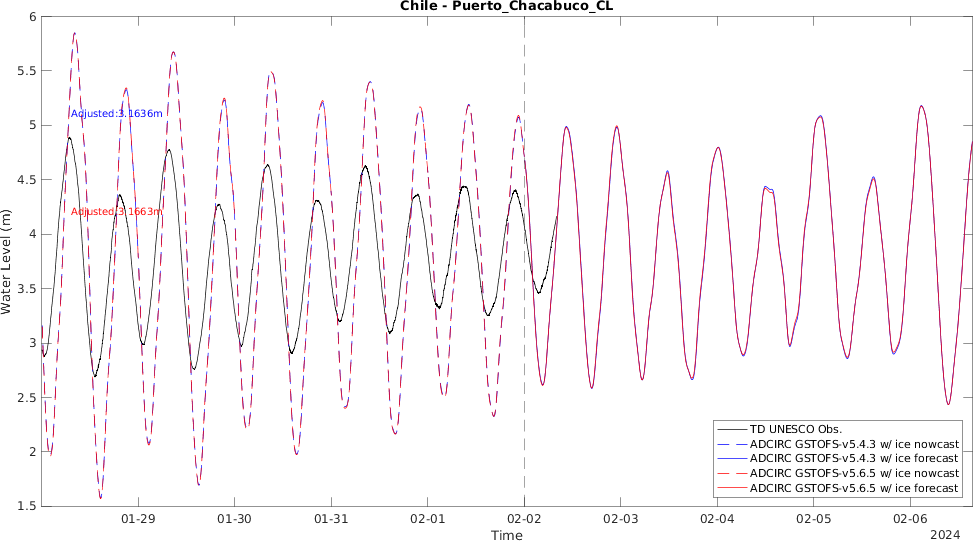 Chile - Puerto_Chacabuco_CL
Water Level (m)
6
5.5
5
4.5
4
3.5
3
2.5
2
1.5
Adjusted:3.1636m
Adjusted:3.1663m
TD UNESCO Obs.
ADCIRC GSTOFS-v5.4.3 w/ ice nowcast
ADCIRC GSTOFS-v5.4.3 w/ ice forecast
ADCIRC GSTOFS-v5.6.5 w/ ice nowcast
ADCIRC GSTOFS-v5.6.5 w/ ice forecast
01-29 01-30 01-31 02-01 02-02 02-03 02-04 02-05 02-06
Time
2024